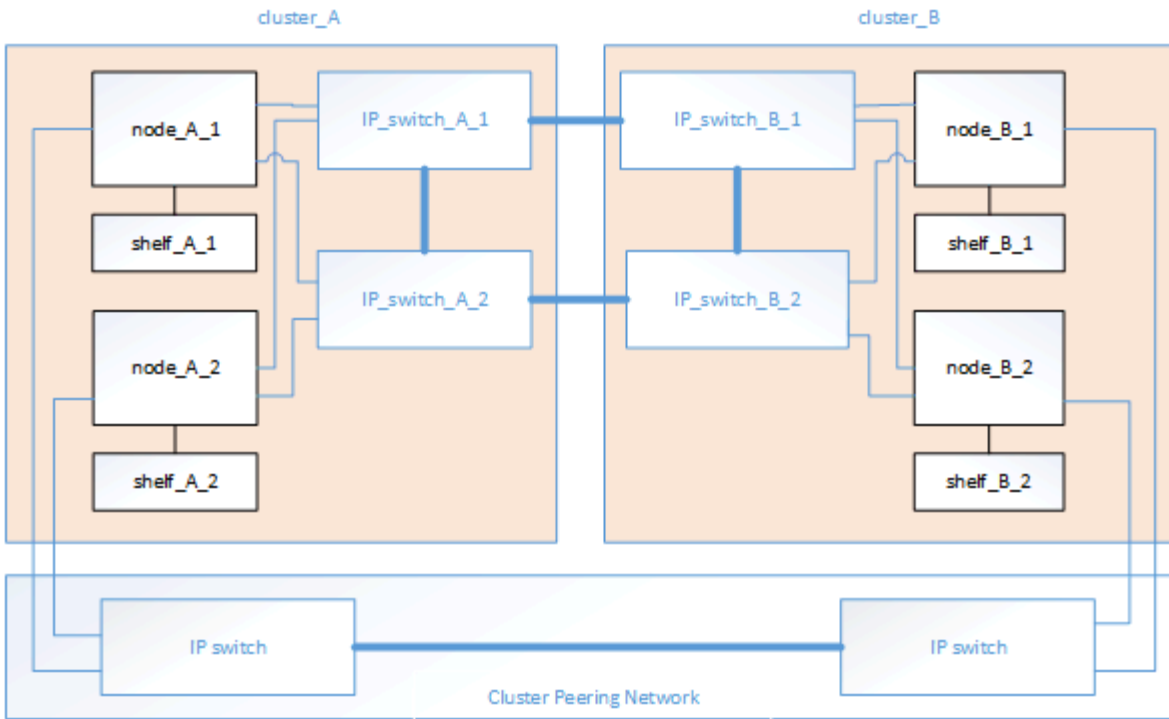 cluster_A
cluster_B
node_A_1
IP_switch_A_1
IP_switch_B_1
node_B_1
shelf_A_1
shelf_B_1
IP_switch_A_2
IP_switch_B_2
node_A_2
node_B_2
shelf_A_2
shelf_B_2
IP switch
IP switch
Cluster Peering Network